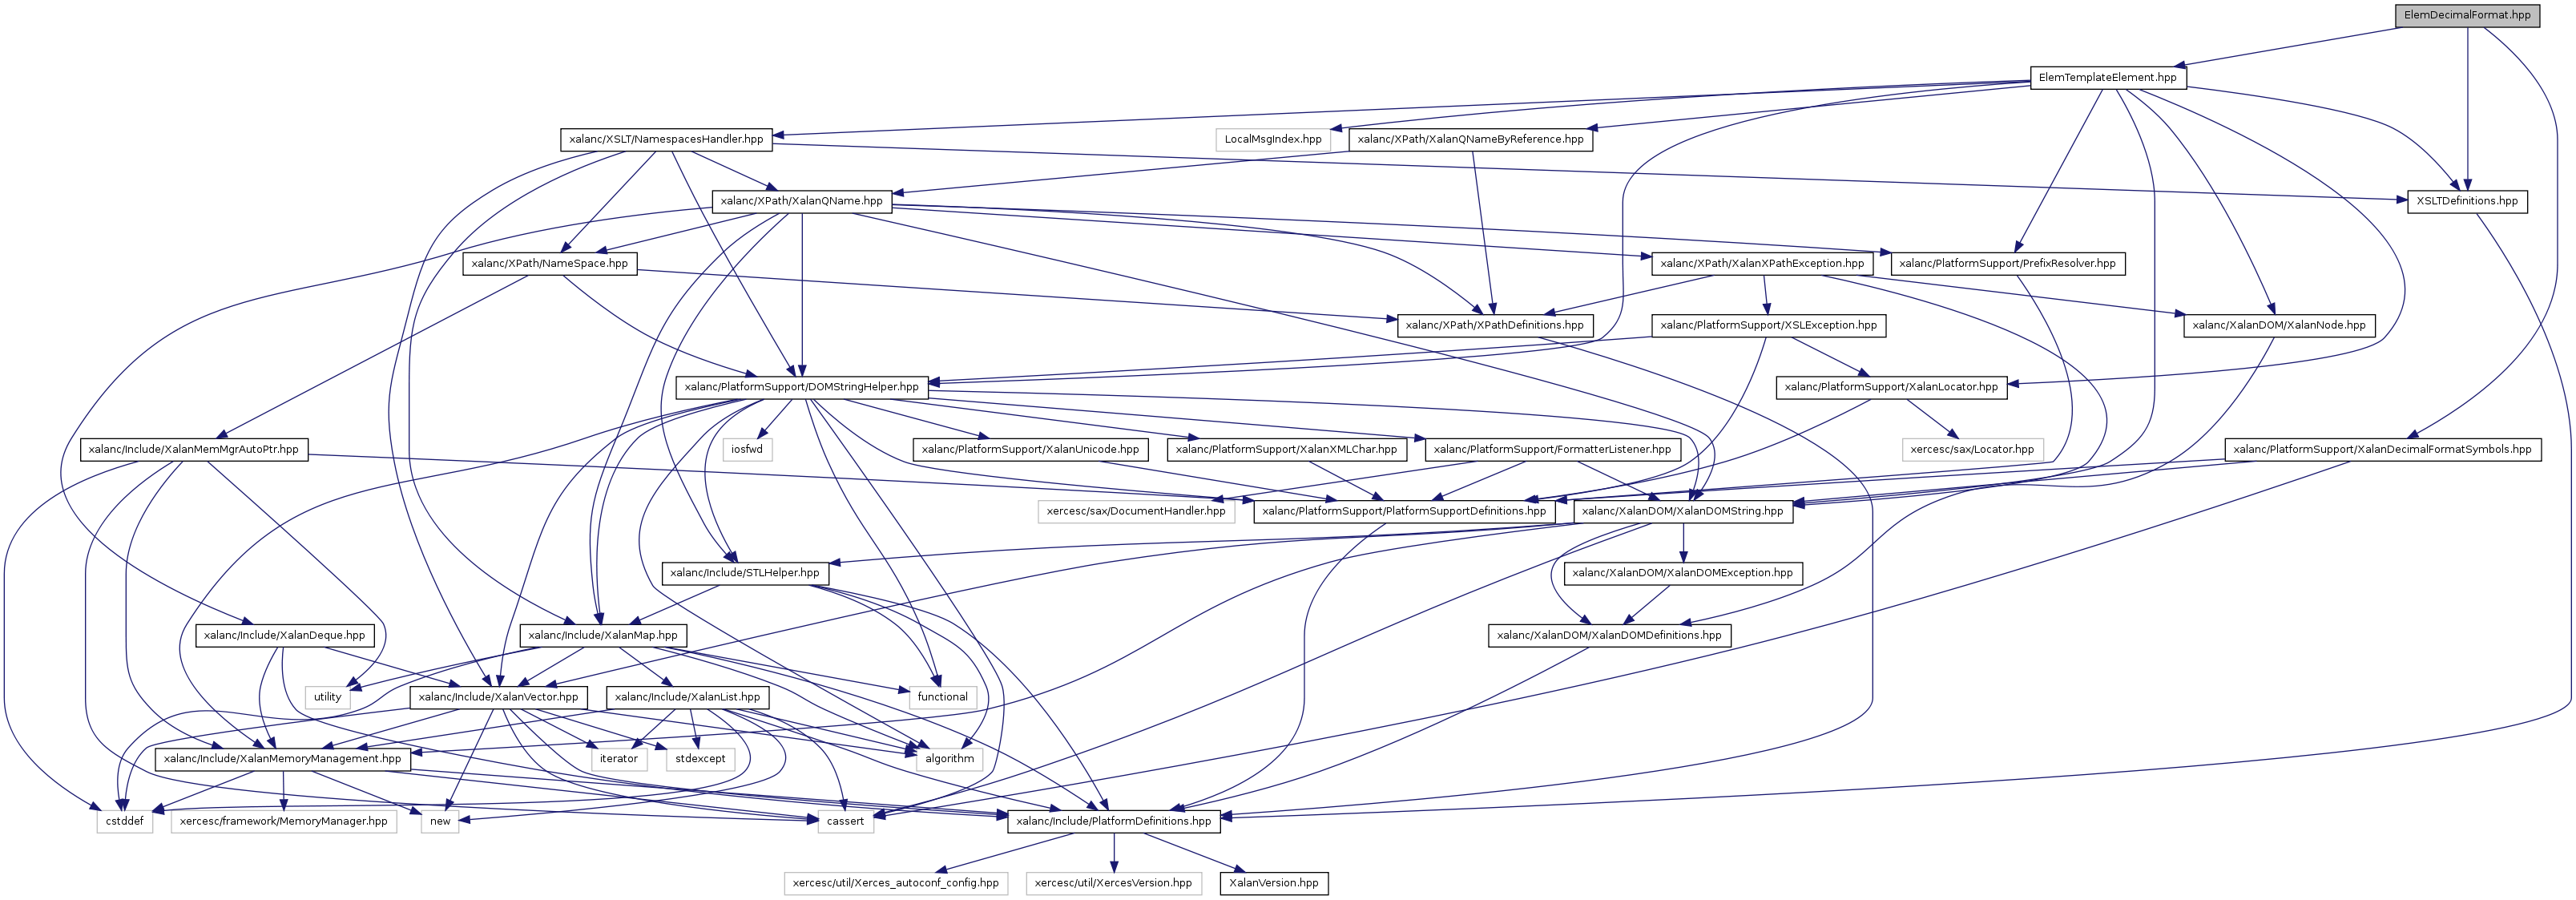 ElemDecimalFormat.hpp
ElemTemplateElement.hpp
xalanc/XSLT/NamespacesHandler.hpp
LocalMsgIndex.hpp
xalanc/XPath/XalanQNameByReference.hpp
xalanc/XPath/XalanQName.hpp
XSLTDefinitions.hpp
xalanc/XPath/NameSpace.hpp
xalanc/XPath/XalanXPathException.hpp
xalanc/PlatformSupport/PrefixResolver.hpp
xalanc/XPath/XPathDefinitions.hpp
xalanc/PlatformSupport/XSLException.hpp
xalanc/XalanDOM/XalanNode.hpp
xalanc/PlatformSupport/DOMStringHelper.hpp
xalanc/PlatformSupport/XalanLocator.hpp
xalanc/Include/XalanMemMgrAutoPtr.hpp
iosfwd
xalanc/PlatformSupport/XalanUnicode.hpp
xalanc/PlatformSupport/XalanXMLChar.hpp
xalanc/PlatformSupport/FormatterListener.hpp
xercesc/sax/Locator.hpp
xalanc/PlatformSupport/XalanDecimalFormatSymbols.hpp
xercesc/sax/DocumentHandler.hpp
xalanc/PlatformSupport/PlatformSupportDefinitions.hpp
xalanc/XalanDOM/XalanDOMString.hpp
xalanc/Include/STLHelper.hpp
xalanc/XalanDOM/XalanDOMException.hpp
xalanc/Include/XalanDeque.hpp
xalanc/Include/XalanMap.hpp
xalanc/XalanDOM/XalanDOMDefinitions.hpp
utility
xalanc/Include/XalanVector.hpp
xalanc/Include/XalanList.hpp
functional
xalanc/Include/XalanMemoryManagement.hpp
iterator
stdexcept
algorithm
cstddef
xercesc/framework/MemoryManager.hpp
new
cassert
xalanc/Include/PlatformDefinitions.hpp
xercesc/util/Xerces_autoconf_config.hpp
xercesc/util/XercesVersion.hpp
XalanVersion.hpp